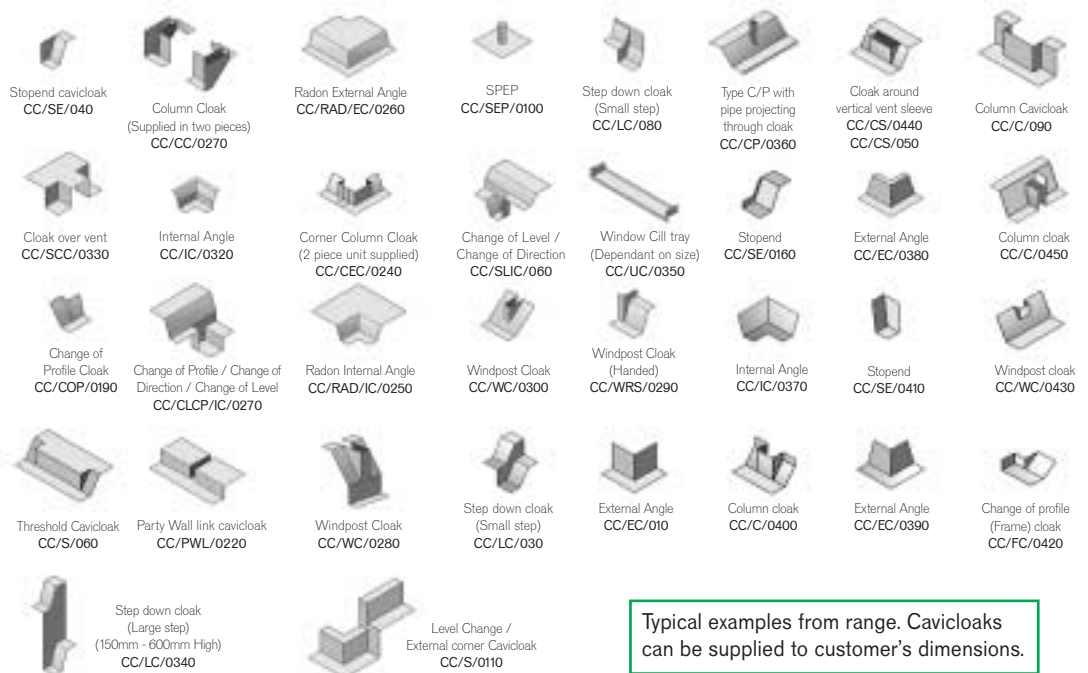 Stopend cavicloak
CC/SE/040
Column Cloak
(Supplied in two pieces)
CC/CC/0270
Radon External Angle
CC/RAD/EC/0260
SPEP
CC/SEP/0100
Step down cloak
(Small step)
CC/LC/080
Type C/P with
pipe projecting
through cloak
CC/CP/0360
Cloak around
vertical vent sleeve
CC/CS/0440
CC/CS/050
Column Cavicloak
CC/C/090
Cloak over vent
CC/SCC/0330
Internal Angle
CC/IC/0320
Corner Column Cloak
(2 piece unit supplied)
CC/CEC/0240
Change of Level /
Change of Direction
CC/SLIC/060
Window Cill tray
(Dependant on size)
CC/UC/0350
Stopend
CC/SE/0160
External Angle
CC/EC/0380
Column cloak
CC/C/0450
Change of
Profile Cloak
CC/COP/0190
Change of Profile / Change of
Direction / Change of Level
CC/CLCP/IC/0270
Radon Internal Angle
CC/RAD/IC/0250
Windpost Cloak
CC/WC/0300
Windpost Cloak
(Handed)
CC/WRS/0290
Internal Angle
CC/IC/0370
Stopend
CC/SE/0410
Windpost cloak
CC/WC/0430
Threshold Cavicloak
CC/S/060
Party Wall link cavicloak
CC/PWL/0220
Windpost Cloak
CC/WC/0280
Step down cloak
(Small step)
CC/LC/030
External Angle
CC/EC/010
Column cloak
CC/C/0400
External Angle
CC/EC/0390
Change of profile
(Frame) cloak
CC/FC/0420
Step down cloak
(Large step)
(150mm - 600mm High)
CC/LC/0340
Level Change /
External corner Cavicloak
CC/S/0110
Typical examples from range. Cavicloaks
can be supplied to customer's dimensions.